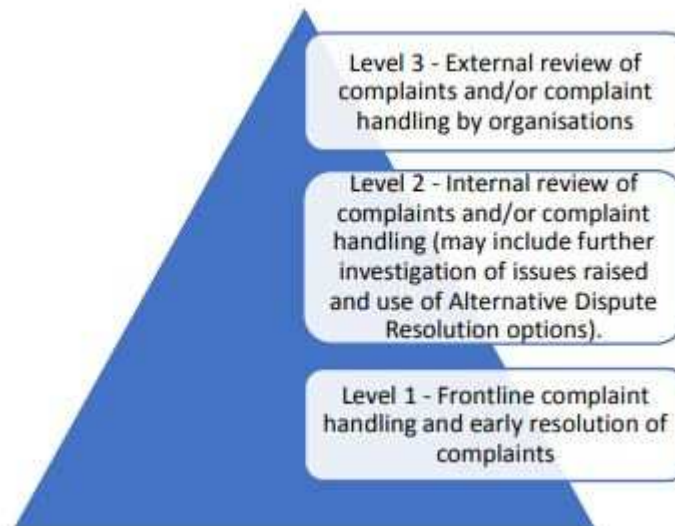 Level 3 - External review of
complaints and/or complaint
handling by organisations
Level 2 - Internal review of
complaints and/or complaint
handling (may include further
investigation of issues raised
and use of Alternative Dispute
Resolution options).
Level 1 - Frontline complaint
handling and early resolution of
complaints